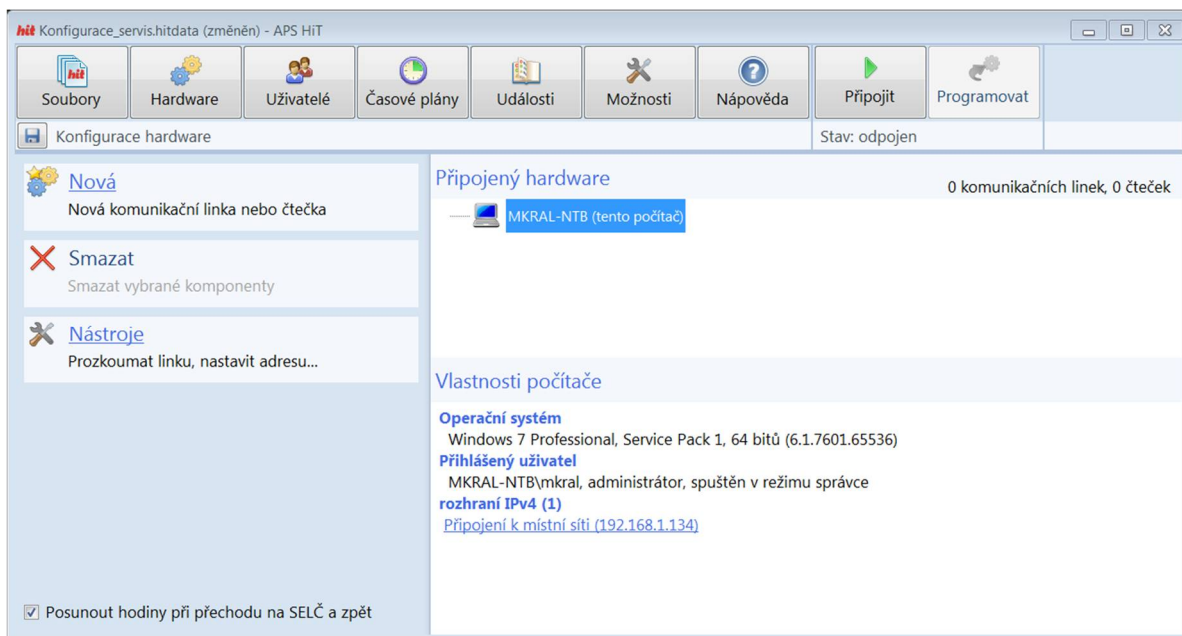 hit Konfigurace_servis.hitdata (změněn) - APS HiT
hit
Soubory Hardware Uživatelé Časové plány Události Možnosti Nápověda Připojit Programovat
Konfigurace hardware Stav: odpojen
Nová
Nová komunikační linka nebo čtečka
Smazat
Smazat vybrané komponenty
Nástroje
Prozkoumat linku, nastavit adresu...
Posunout hodiny při přechodu na SELČ a zpět
Připojený hardware
0 komunikačních linek, 0 čteček
MKRAL-NTB (tento počítač)
Vlastnosti počítače
Operační systém
Windows 7 Professional, Service Pack 1, 64 bitů (6.1.7601.65536)
Přihlášený uživatel
MKRAL-NTB\mkral, administrátor, spuštěn v režimu správce
rozhraní IPv4 (1)
Připojení k místní síti (192.168.1.134)